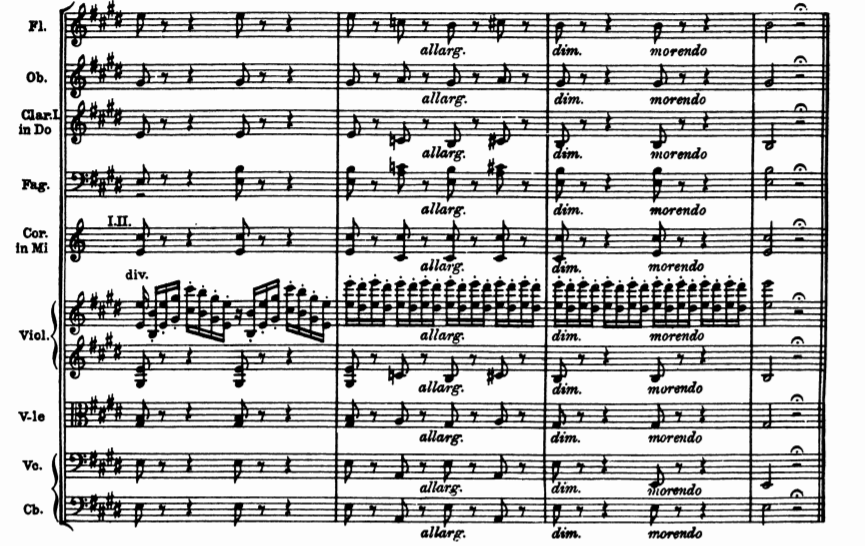 Fl.
allarg. dim. morendo
Ob.
allarg. dim. morendo
Clar.I.
in Do
allarg. dim. morendo
Fag.
allarg. dim. morendo
I.II.
Cor.
in Mi
allarg. dim. morendo
div.
Viol.
allarg. dim. morendo
allarg. dim. morendo
V-le
allarg. dim. morendo
Vc.
allarg. dim. morendo
Cb.
allarg. dim. morendo